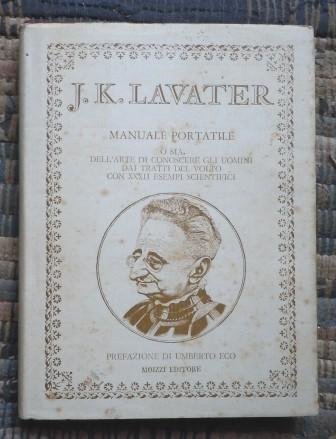 J. K. LAVATER
MANUALE PORTATILE
O SIA,
DELL'ARTE DI CONOSCERE GLI UOMINI
DAI TRATTI DEL VOLTO
CON XXXII ESEMPI SCIENTIFICI
PREFAZIONE DI UMBERTO ECO
MOIZZI EDITORE